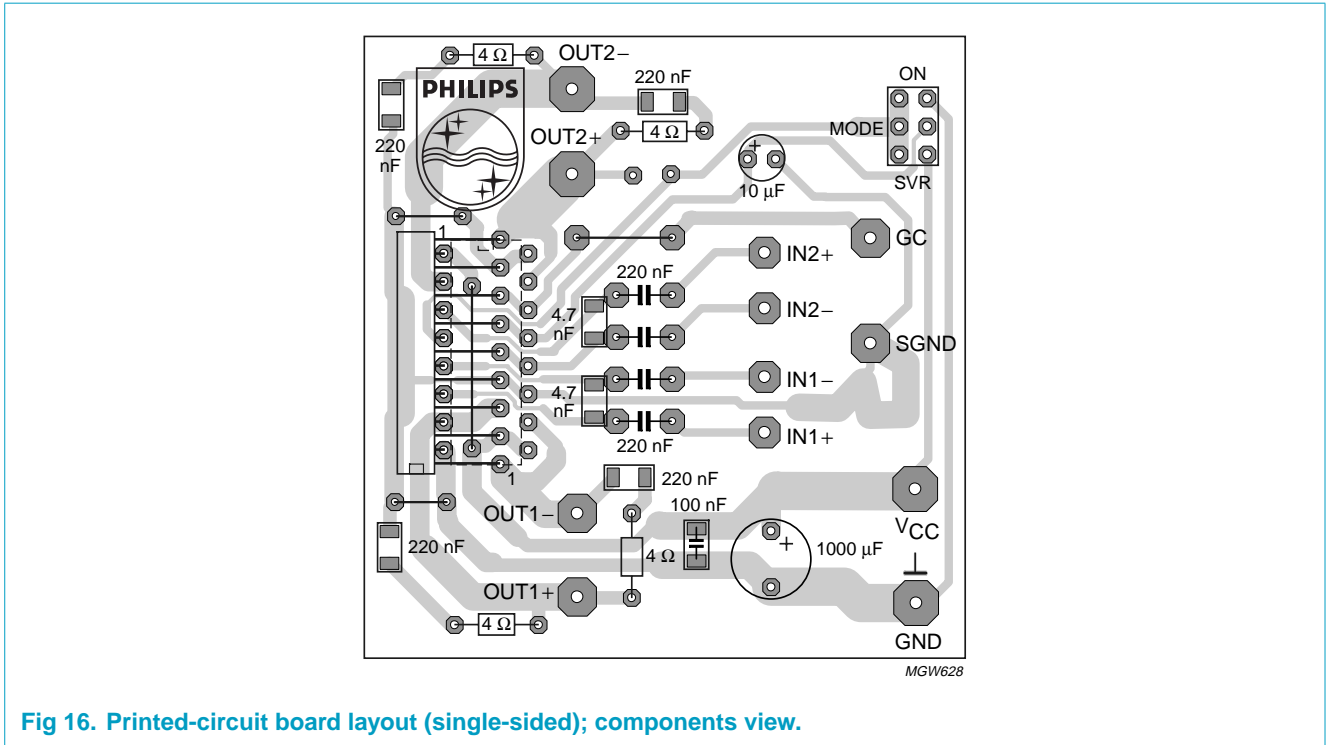 4 Ω
OUT2−
PHILIPS
220 nF
ON
220
nF
OUT2+
4 Ω
MODE
+
10 μF
SVR
GC
1
IN2+
220 nF
4.7
nF
IN2−
SGND
4.7
nF
IN1−
220 nF
IN1+
1
220 nF
OUT1−
100 nF
VCC
220 nF
4 Ω
+
1000 μF
OUT1+
4 Ω
GND
MGW628
Fig 16. Printed-circuit board layout (single-sided); components view.